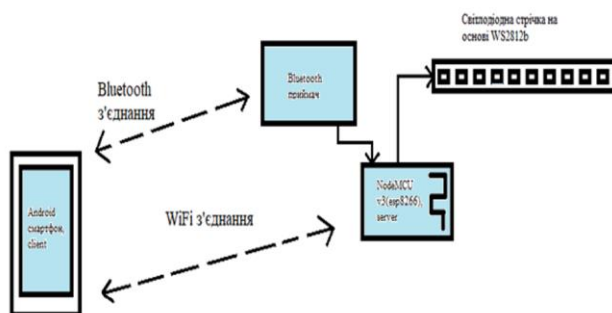 Світлодіодна стрічка на
основі WS2812b
Bluetooth
приймач
Bluetooth
з'єднання
NodeMCU
v3(esp8266),
server
Android
смартфон,
client
WiFi з'єднання